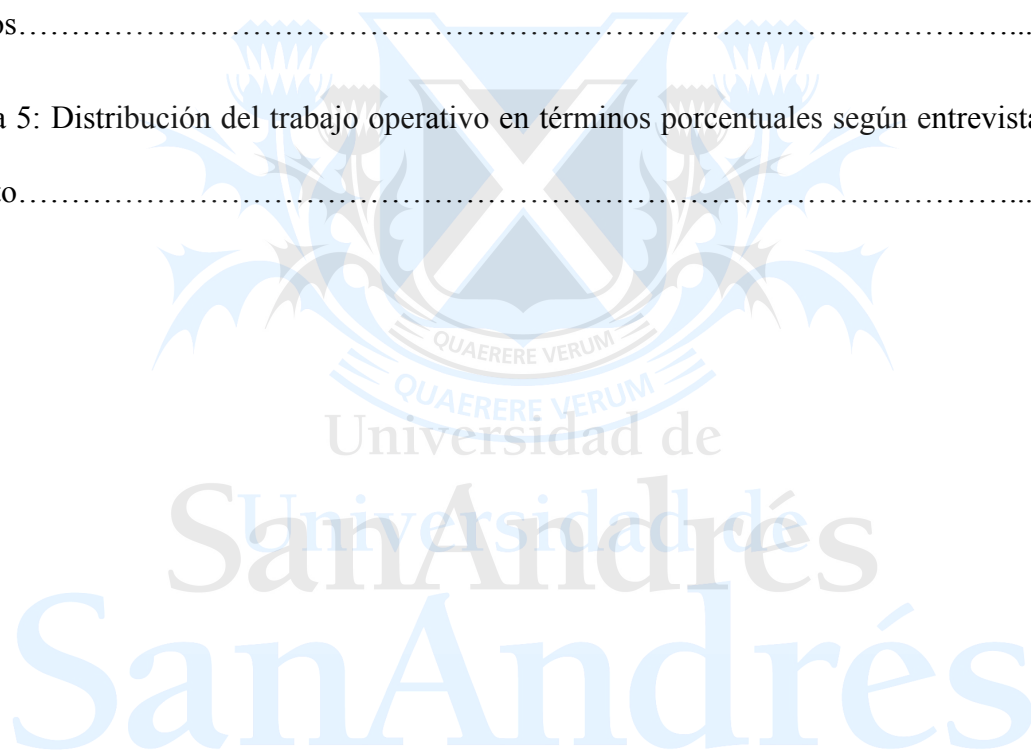 os……………………………………………………………………………………………...
a 5: Distribución del trabajo operativo en términos porcentuales según entrevista
to……………………………………………………………………………………………...
QUAERERE VERUM
QUAERERE VERUM
Universidad de
SanAndrés
Universidad de
SanAndrés